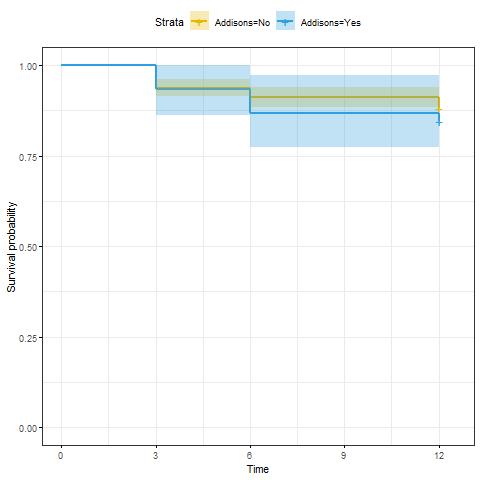 Strata Addisons=No Addisons=Yes
1.00
0.75
0.50
0.25
0.00
Survival probability
0 3 6 9 12
Time